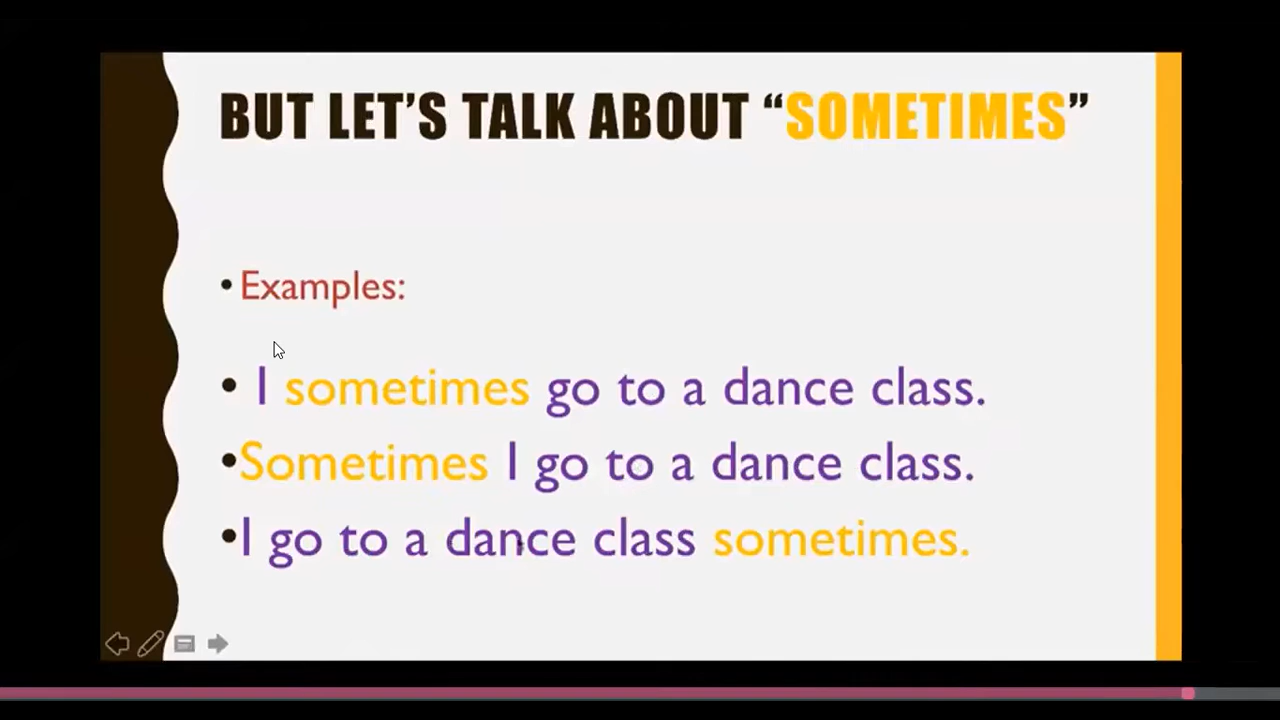 BUT LET'S TALK ABOUT “SOMETIMES”
• Examples:
• I sometimes go to a dance class.
•Sometimes I go to a dance class.
•I go to a dance class sometimes.